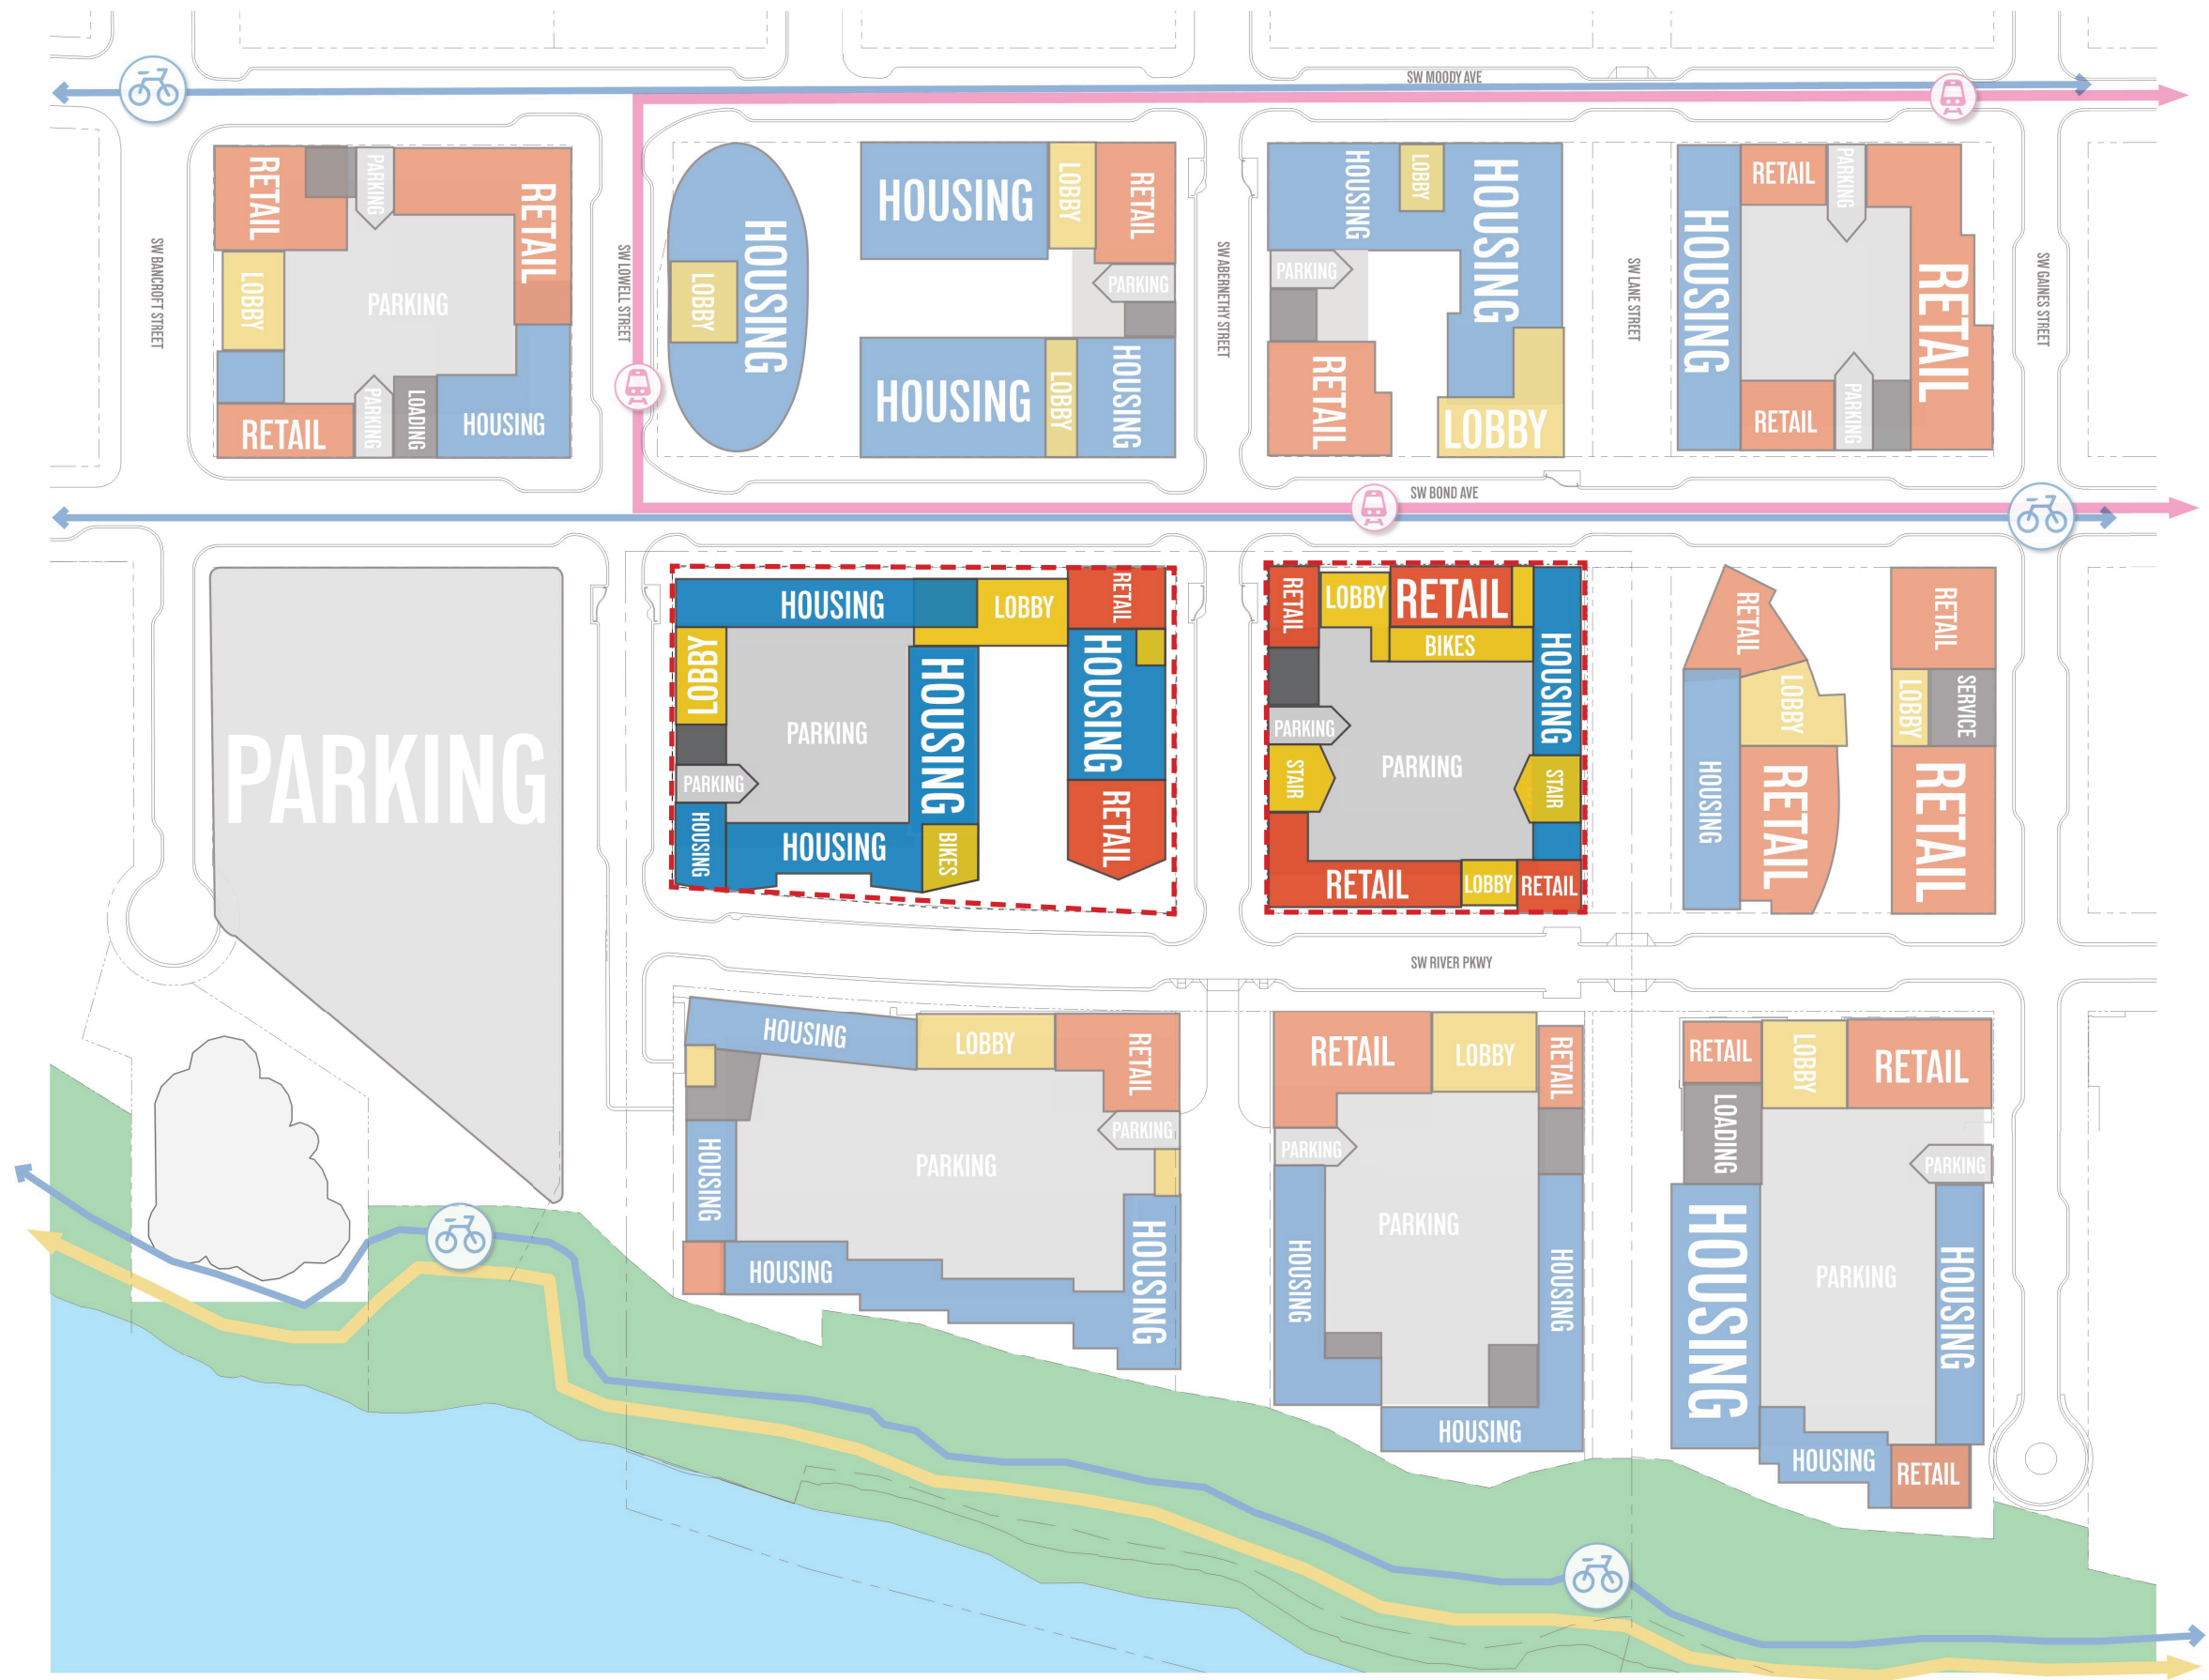 SW MOODY AVE
SW BANCROFT STREET
RETAIL
PARKING
RETAIL
LOBBY
PARKING
RETAIL
PARKING
LOADING
HOUSING
SW LOWELL STREET
HOUSING
LOBBY
HOUSING
LOBBY
RETAIL
PARKING
HOUSING
LOBBY
HOUSING
SW ABERNETHY STREET
HOUSING
LOBBY
HOUSING
PARKING
RETAIL
LOBBY
SW LANE STREET
HOUSING
RETAIL
PARKING
RETAIL
RETAIL
PARKING
SW GAINES STREET
SW BOND AVE
PARKING
HOUSING
LOBBY
RETAIL
LOBBY
PARKING
HOUSING
HOUSING
PARKING
HOUSING
HOUSING
BIKES
RETAIL
RETAIL
LOBBY
RETAIL
BIKES
HOUSING
PARKING
STAIR
PARKING
STAIR
RETAIL
LOBBY
RETAIL
RETAIL
LOBBY
HOUSING
RETAIL
RETAIL
LOBBY
SERVICE
RETAIL
SW RIVER PKWY
HOUSING
LOBBY
RETAIL
PARKING
HOUSING
PARKING
HOUSING
HOUSING
RETAIL
LOBBY
RETAIL
PARKING
PARKING
HOUSING
HOUSING
HOUSING
RETAIL
LOBBY
RETAIL
LOADING
PARKING
HOUSING
PARKING
HOUSING
HOUSING
RETAIL